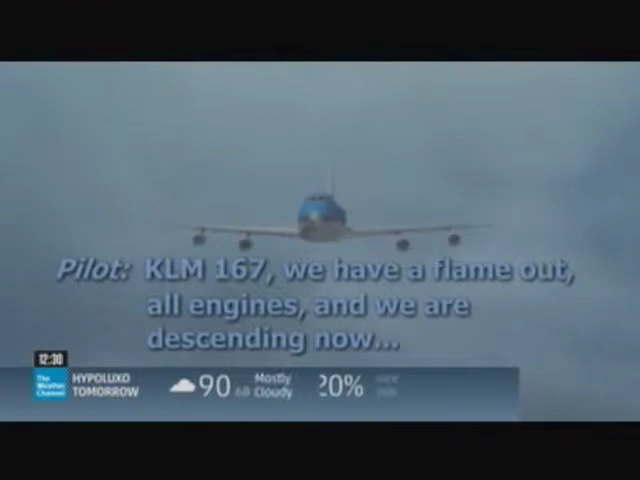 Pilot: KLM 167, we have a flame out,
all engines, and we are
descending now...
12:30
The Weather Channel
HYPOLUXO
TOMORROW
90
68
Mostly
Cloudy
20%